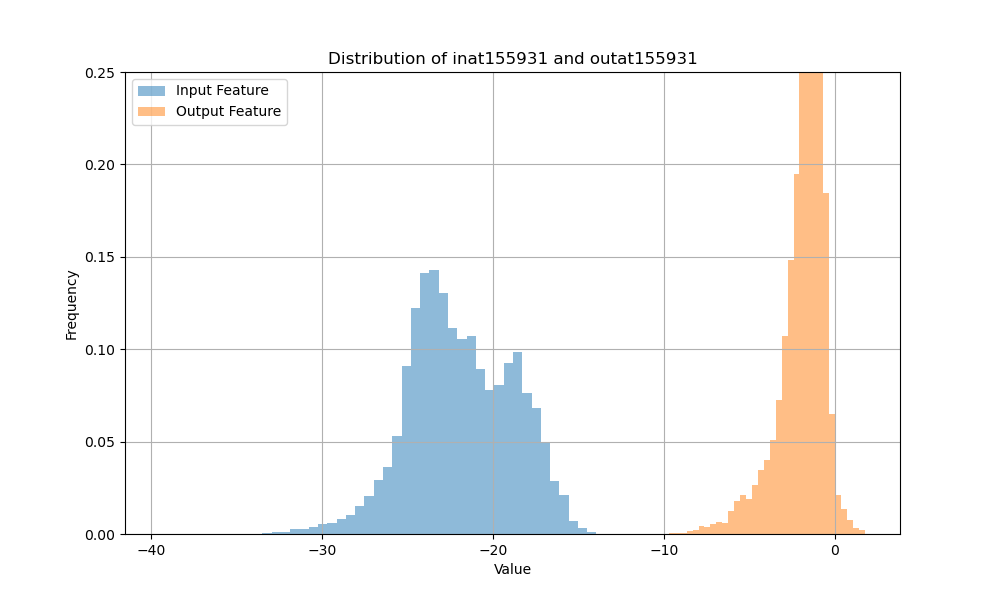 Distribution of inat155931 and outat155931
Input Feature
Output Feature
0.25
0.20
0.15
0.10
0.05
0.00
Frequency
−40
−30
−20
−10
0
Value